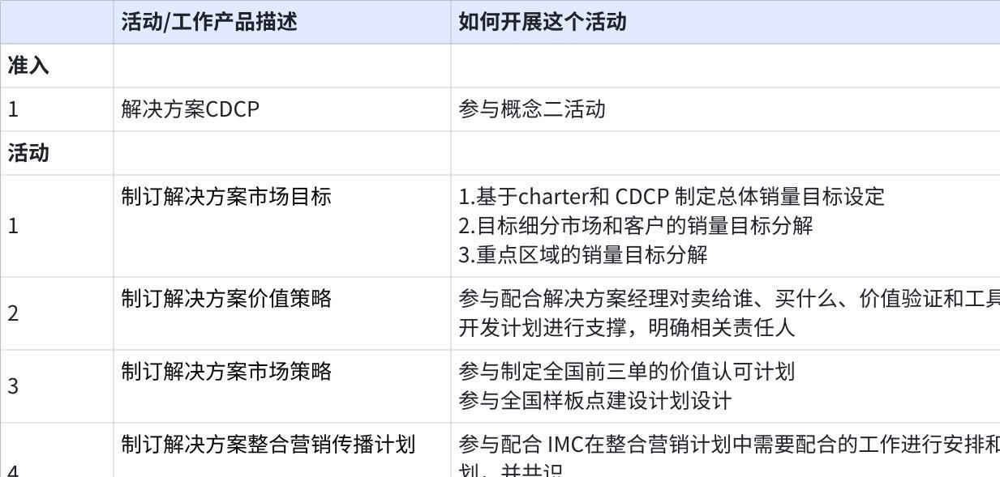 活动/工作产品描述 如何开展这个活动
准入
1 解决方案CDCP 参与概念二活动
活动
1 制订解决方案市场目标 1.基于charter和 CDCP 制定总体销量目标设定
2.目标细分市场和客户的销量目标分解
3.重点区域的销量目标分解
2 制订解决方案价值策略 参与配合解决方案经理对卖给谁、买什么、价值验证和工具
开发计划进行支撑，明确相关责任人
3 制订解决方案市场策略 参与制定全国前三单的价值认可计划
参与全国样板点建设计划设计
4 制订解决方案整合营销传播计划 参与配合 IMC在整合营销计划中需要配合的工作进行安排和
划，并共识